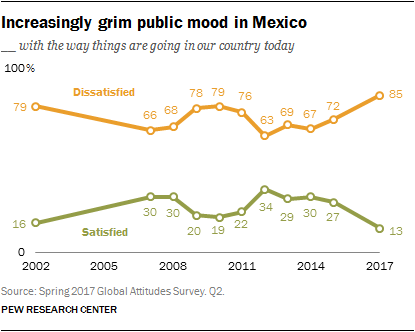 Increasingly grim public mood in Mexico
__ with the way things are going in our country today
100%
Dissatisfied
79 66 68 78 79 76 63 69 67 72 85
16 30 30 20 19 22 34 29 30 27 13
Satisfied
0
2002 2005 2008 2011 2014 2017
Source: Spring 2017 Global Attitudes Survey. Q2.
PEW RESEARCH CENTER